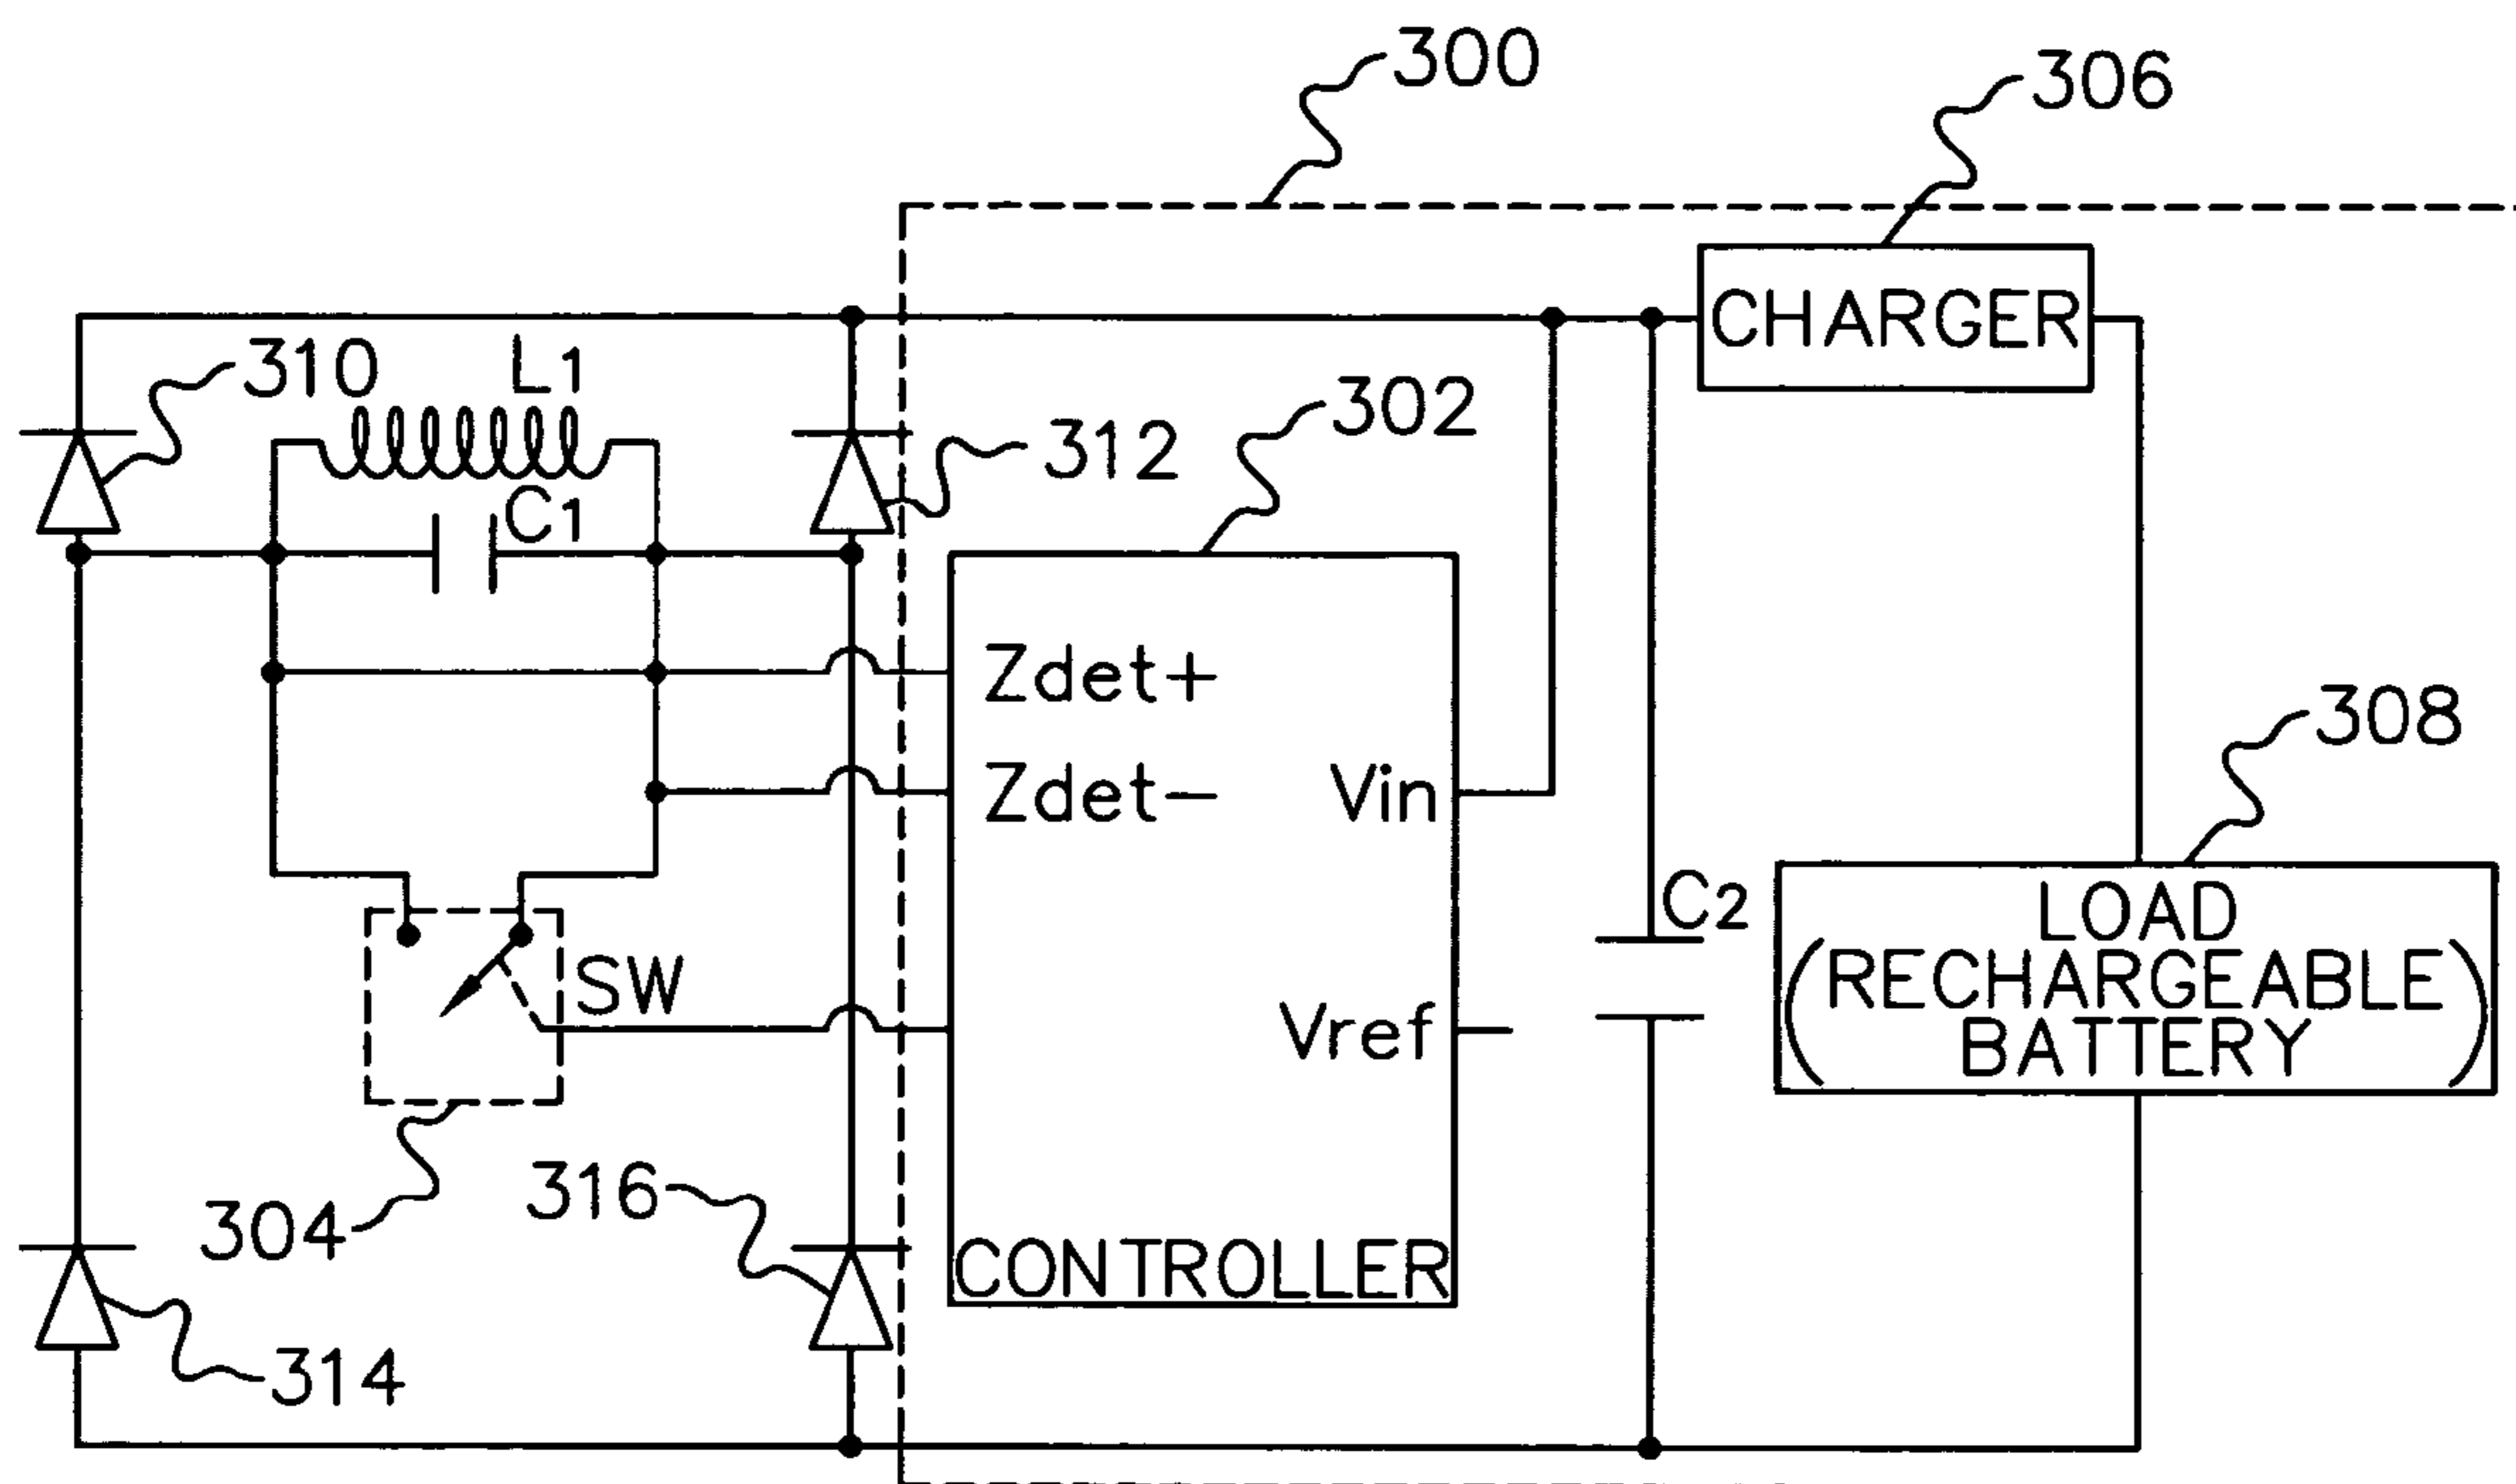 300
306
CHARGER
310
L1
302
312
C1
Zdet+
Zdet−
Vin
308
C2
LOAD
(RECHARGEABLE
BATTERY)
SW
Vref
304
316
CONTROLLER
314